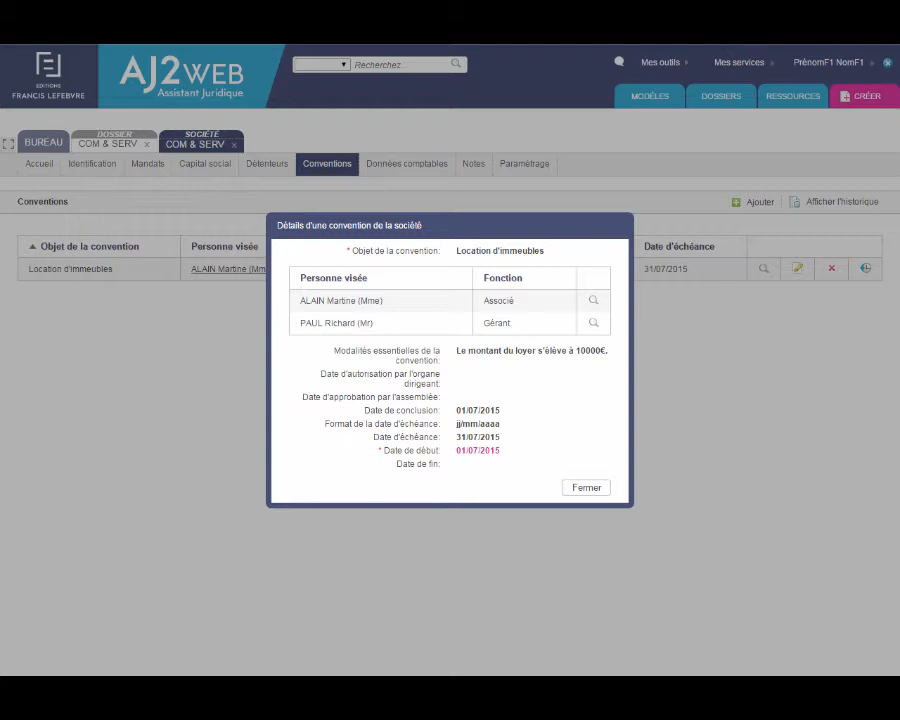 EDITIONS
FRANCIS LEFEBVRE
AJ2WEB
Assistant Juridique
Recherchez...
Mes outils
Mes services
PrénomF1 NomF1
MODÈLES
DOSSIERS
RESSOURCES
CRÉER
BUREAU
DOSSIER
COM & SERV x
SOCIÉTÉ
COM & SERV x
Accueil
Identification
Mandats
Capital social
Détenteurs
Conventions
Données comptables
Notes
Paramétrage
Conventions
Ajouter
Afficher l'historique
Objet de la convention
Personne visée
Date d'échéance
Location d'immeubles
ALAIN Martine (Mm
31/07/2015
Détails d'une convention de la société
* Objet de la convention: Location d'immeubles
Personne visée Fonction
ALAIN Martine (Mme) Associé
PAUL Richard (Mr) Gérant
Modalités essentielles de la convention: Le montant du loyer s'élève à 10000€.
Date d'autorisation par l'organe
dirigeant:
Date d'approbation par l'assemblée:
Date de conclusion: 01/07/2015
Format de la date d'échéance: jj/mm/aaaa
Date d'échéance: 31/07/2015
* Date de début: 01/07/2015
Date de fin:
Fermer